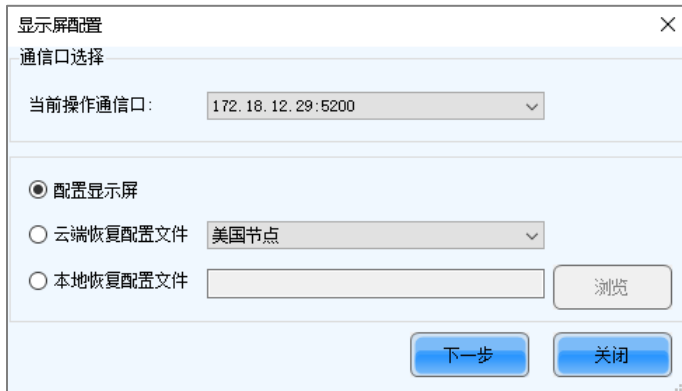 显示屏配置
通信口选择
当前操作通信口: 172.18.12.29:5200
配置显示屏
云端恢复配置文件 美国节点
本地恢复配置文件 浏览
下一步 关闭